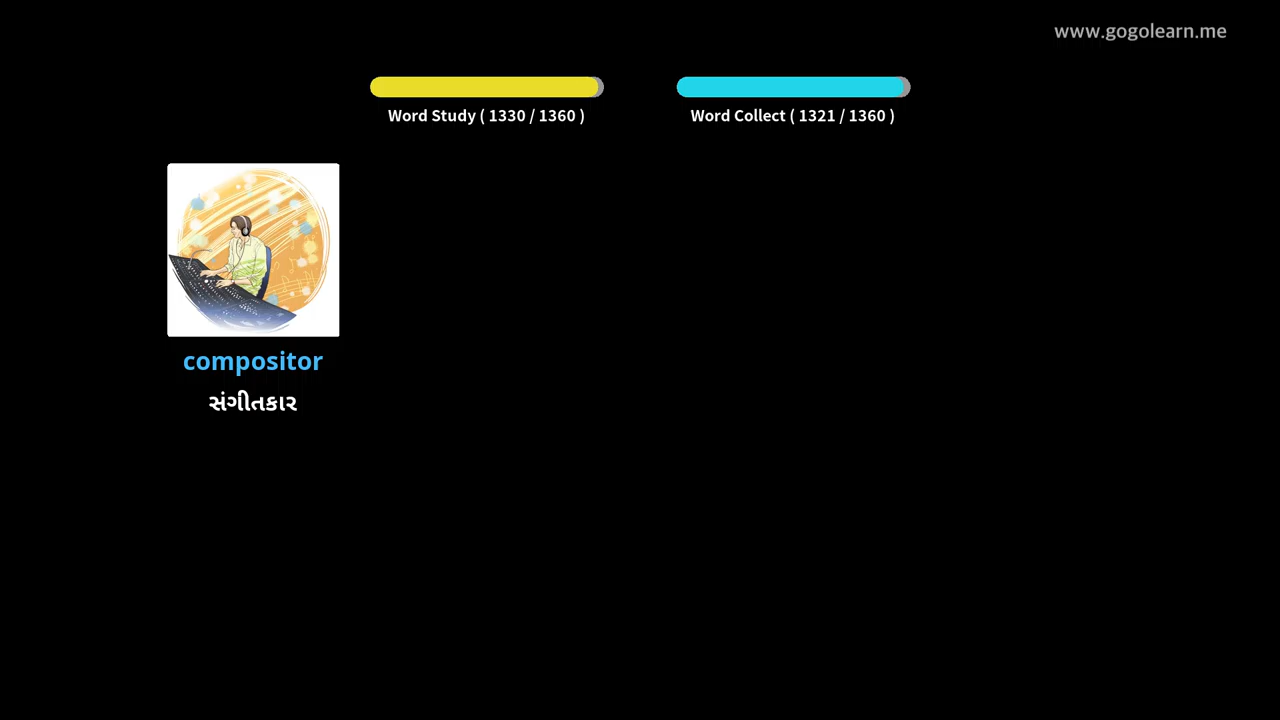 www.gogolearn.me
Word Study ( 1330 / 1360 )
Word Collect ( 1321 / 1360 )
compositor
સંગીતકાર